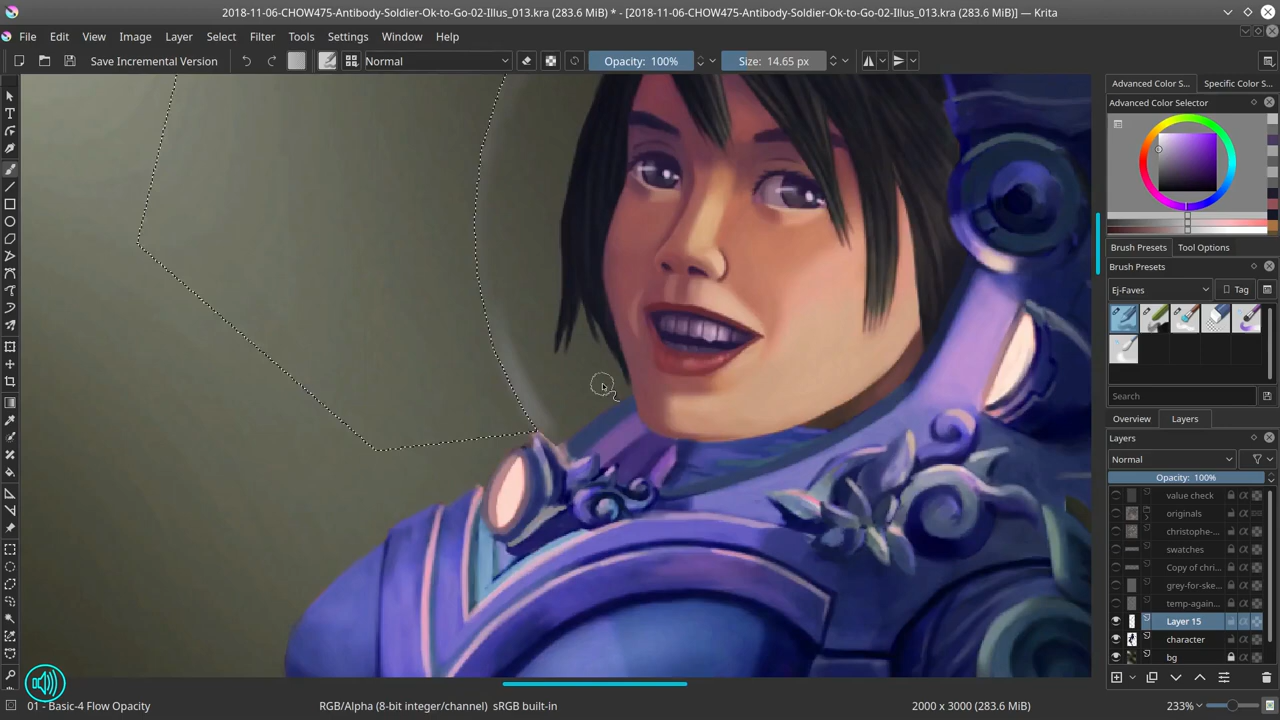 2018-11-06-CHOW475-Antibody-Soldier-Ok-to-Go-02-Illus_013.kra (283.6 MiB) * - [2018-11-06-CHOW475-Antibody-Soldier-Ok-to-Go-02-Illus_013.kra (283.6 MiB)] — Krita
File Edit View Image Layer Select Filter Tools Settings Window Help
Save Incremental Version Normal Opacity: 100% Size: 14.65 px
Advanced Color S... Specific Color S...
Advanced Color Selector
Brush Presets Tool Options
Brush Presets
Ej-Faves Tag
Search
Overview Layers
Layers
Normal
Opacity: 100%
value check
originals
christophe-...
swatches
Copy of chri...
grey-for-ske...
temp-again...
Layer 15
character
bg
01 - Basic-4 Flow Opacity RGB/Alpha (8-bit integer/channel) sRGB built-in 2000 x 3000 (283.6 MiB) 233%